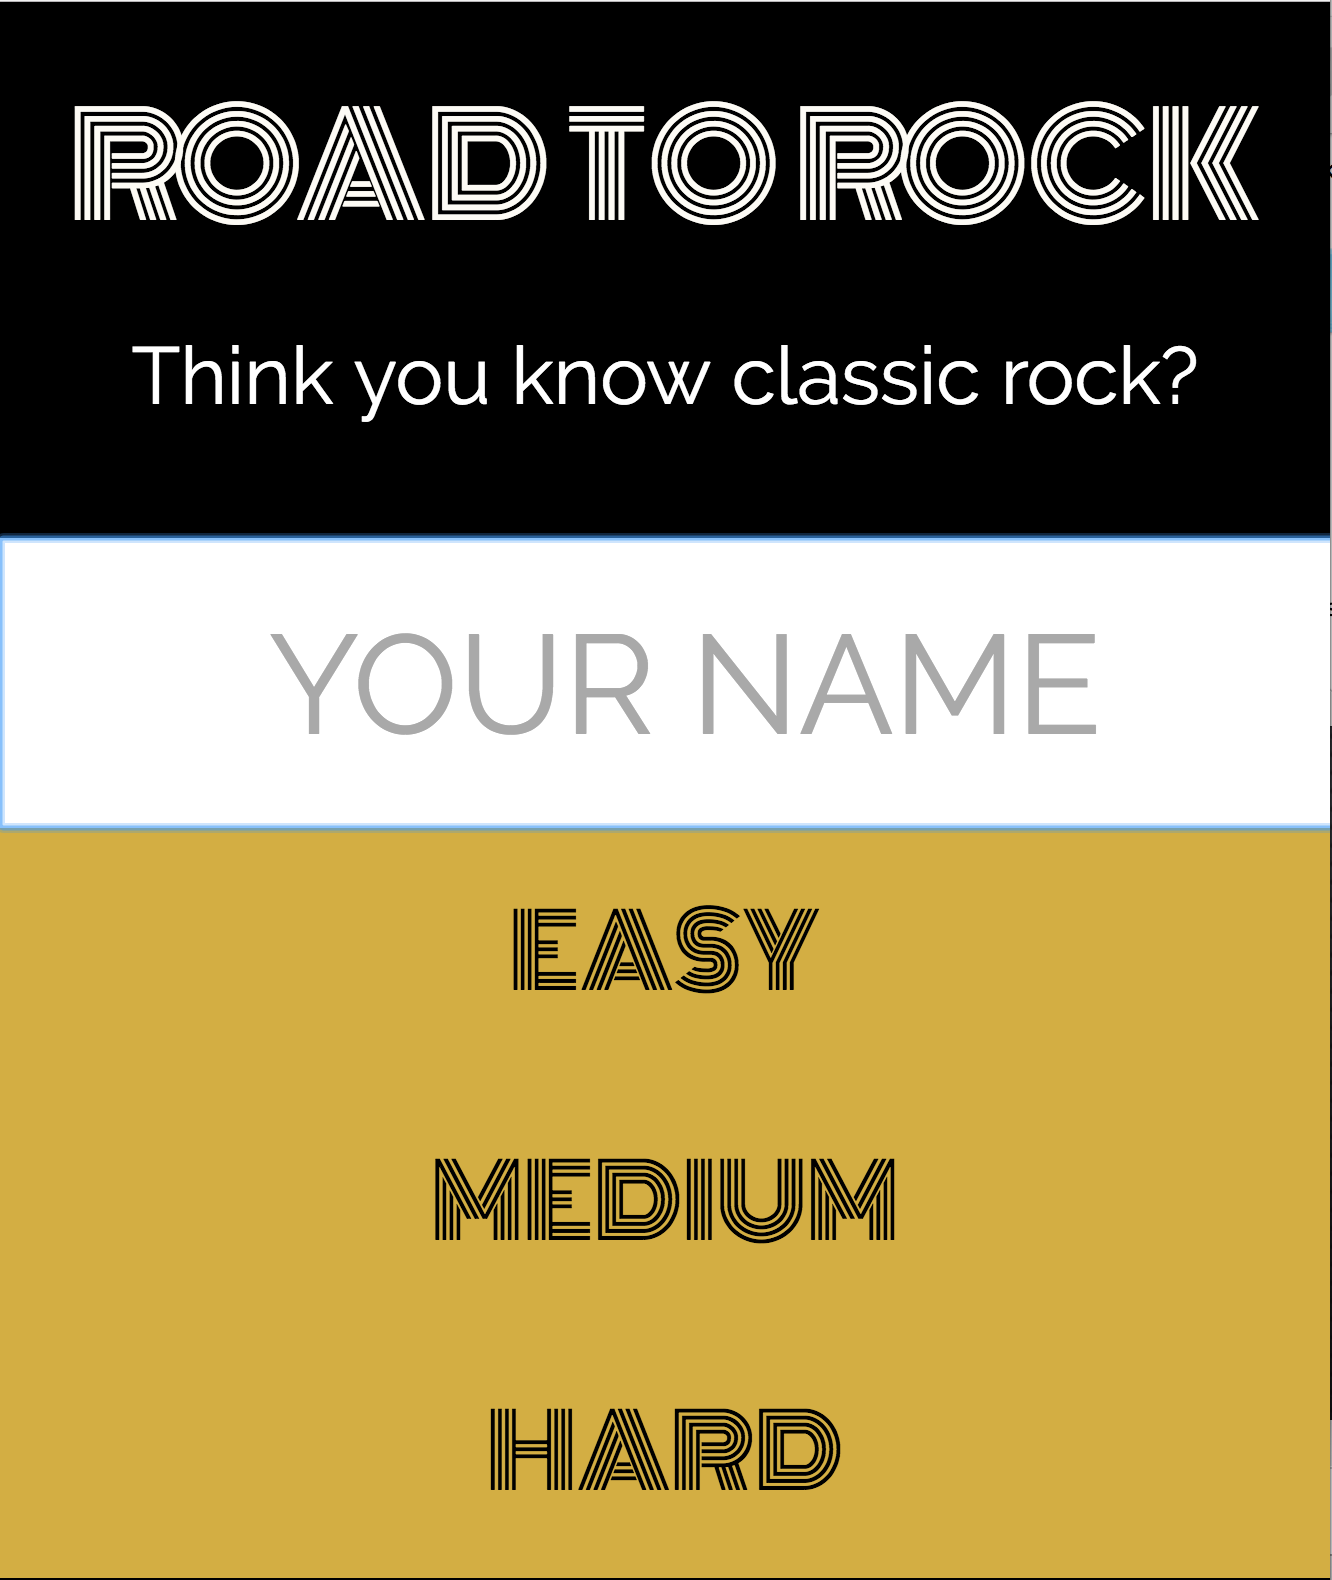 ROAD TO ROCK
Think you know classic rock?
YOUR NAME
EASY
MEDIUM
HARD